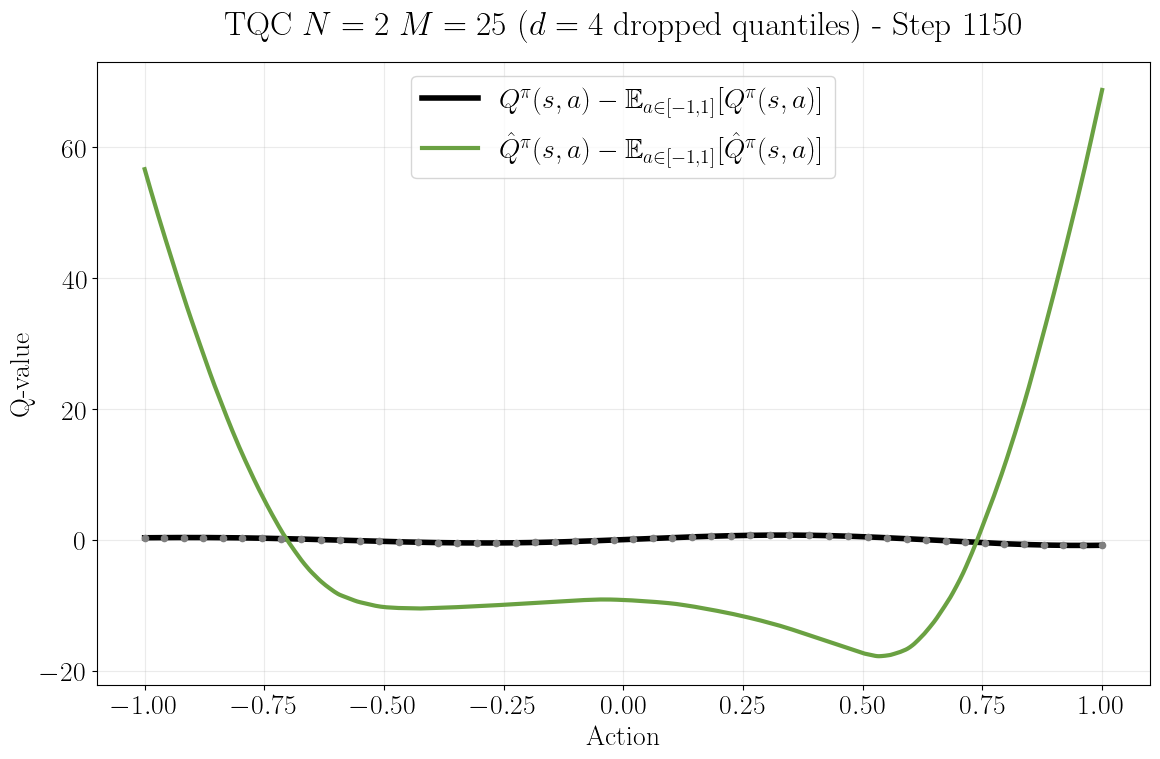 TQC N = 2 M = 25 (d = 4 dropped quantiles) - Step 1150
Q^π(s, a) − 𝔼_{a∈[−1,1]}[Q^π(s, a)]
Q̂^π(s, a) − 𝔼_{a∈[−1,1]}[Q̂^π(s, a)]
Q-value
60
40
20
0
−20
−1.00 −0.75 −0.50 −0.25 0.00 0.25 0.50 0.75 1.00
Action